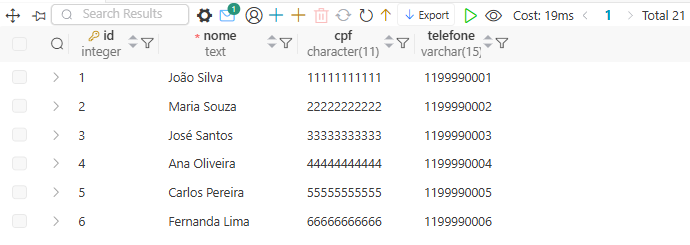 Search Results 1 Export Cost: 19ms 1 Total 21
id * nome cpf telefone
integer text character(11) varchar(15)
1 João Silva 11111111111 1199990001
2 Maria Souza 22222222222 1199990002
3 José Santos 33333333333 1199990003
4 Ana Oliveira 44444444444 1199990004
5 Carlos Pereira 55555555555 1199990005
6 Fernanda Lima 66666666666 1199990006